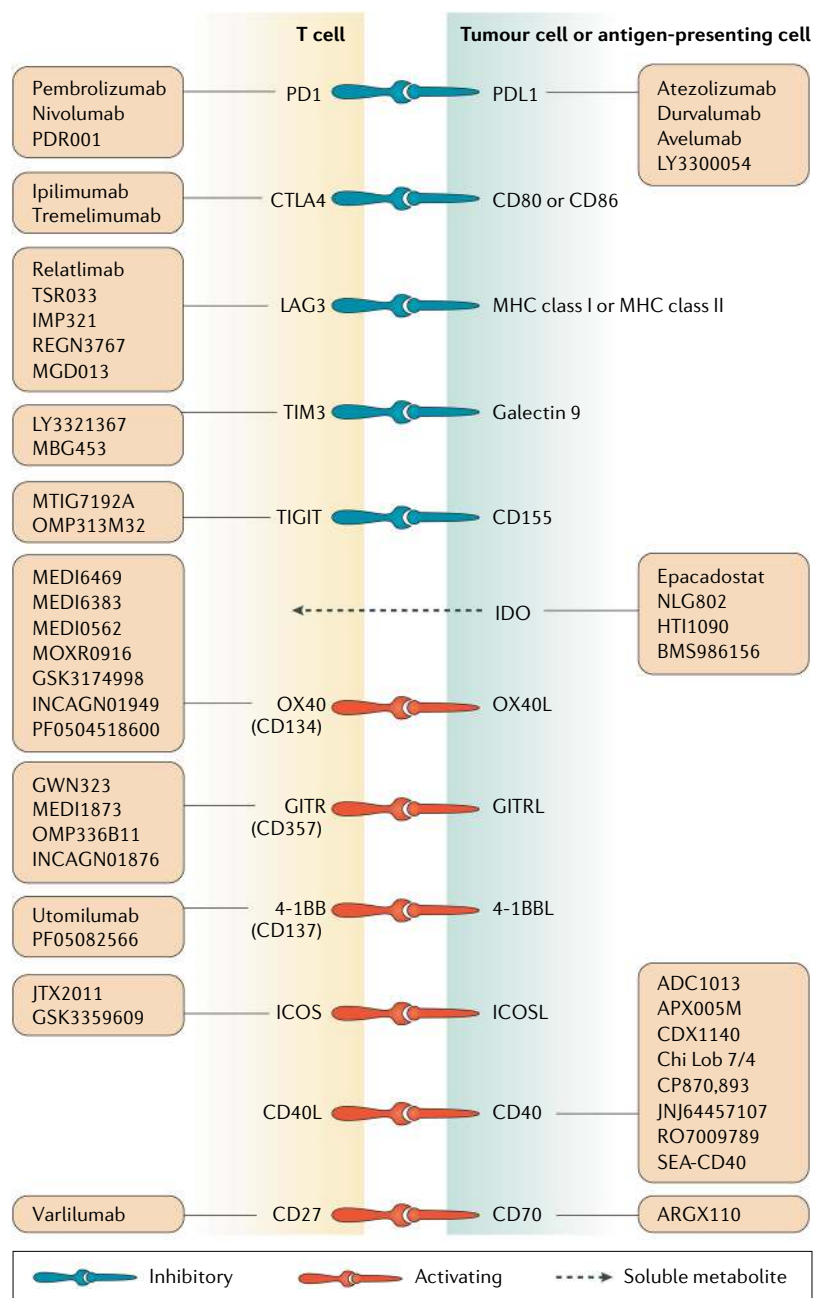 T cell
Tumour cell or antigen-presenting cell
Pembrolizumab
Nivolumab
PDR001
PD1
PDL1
Atezolizumab
Durvalumab
Avelumab
LY3300054
Ipilimumab
Tremelimumab
CTLA4
CD80 or CD86
Relatlimab
TSR033
IMP321
REGN3767
MGD013
LAG3
MHC class I or MHC class II
LY3321367
MBG453
TIM3
Galectin 9
MTIG7192A
OMP313M32
TIGIT
CD155
IDO
Epacadostat
NLG802
HTI1090
BMS986156
MEDI6469
MEDI6383
MEDI0562
MOXR0916
GSK3174998
INCAGN01949
PF0504518600
OX40
(CD134)
OX40L
GWN323
MEDI1873
OMP336B11
INCAGN01876
GITR
(CD357)
GITRL
Utomilumab
PF05082566
4-1BB
(CD137)
4-1BBL
JTX2011
GSK3359609
ICOS
ICOSL
CD40L
CD40
ADC1013
APX005M
CDX1140
Chi Lob 7/4
CP870,893
JNJ64457107
RO7009789
SEA-CD40
Varlilumab
CD27
CD70
ARGX110
Inhibitory
Activating
Soluble metabolite